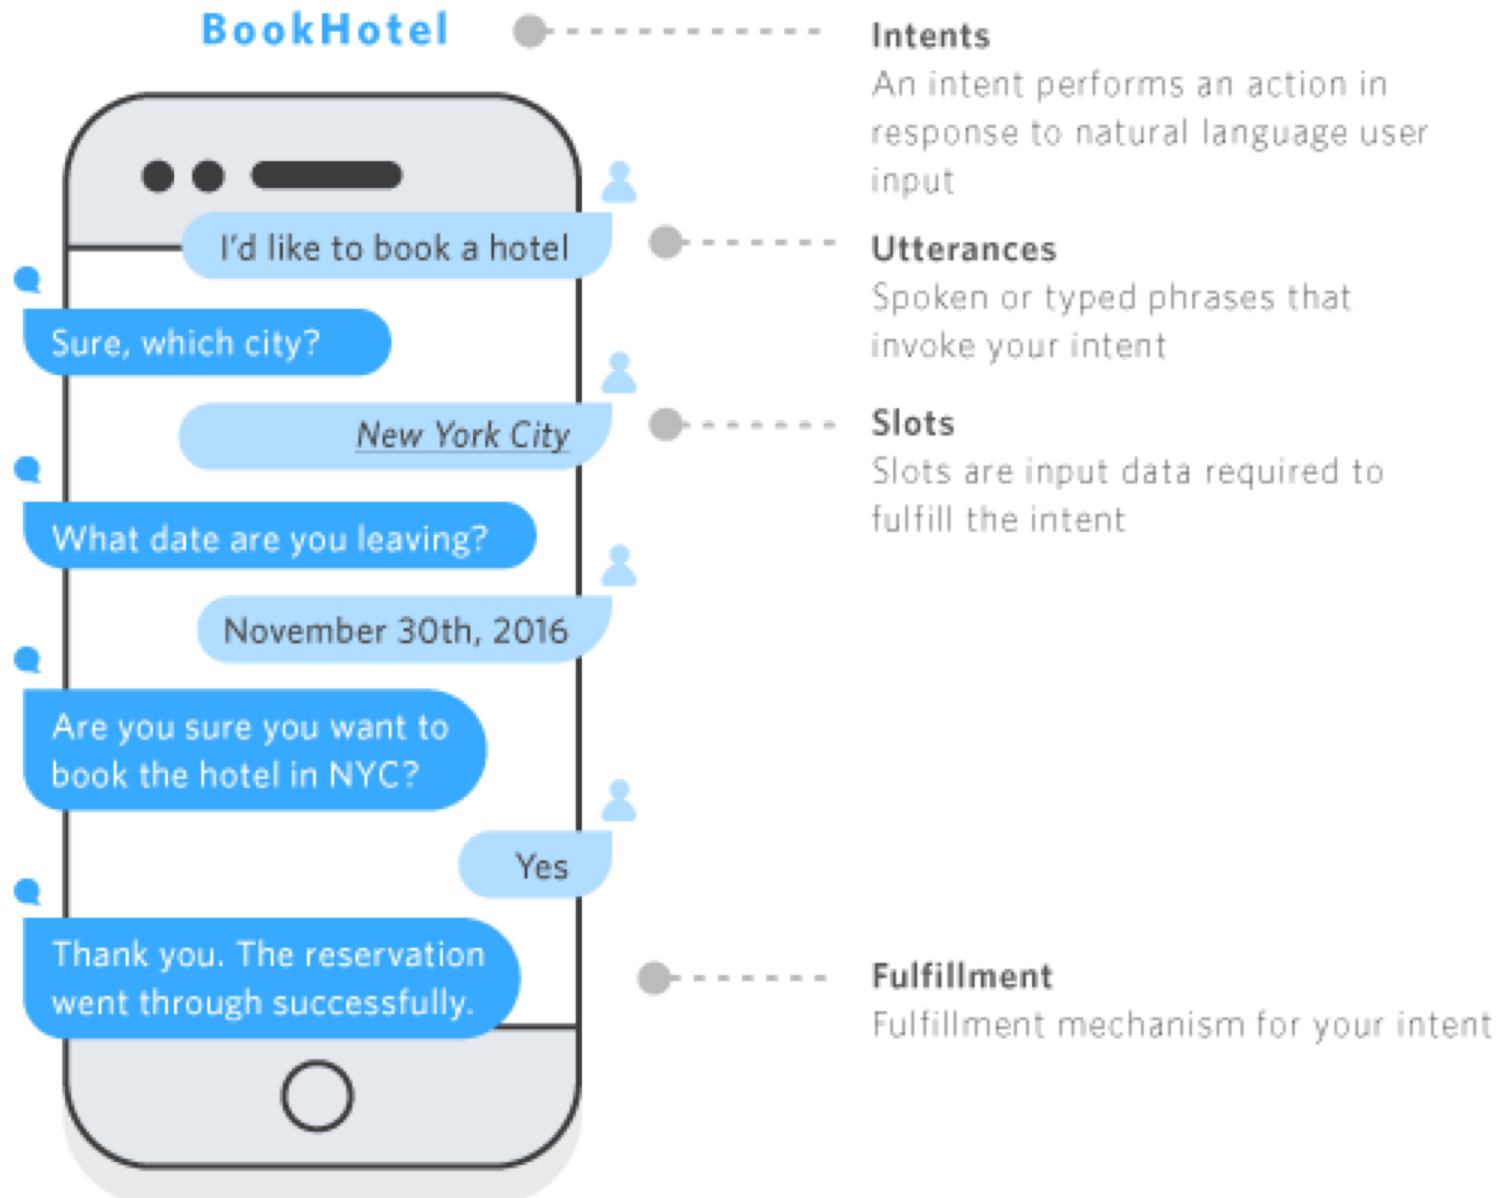 BookHotel
Intents
An intent performs an action in
response to natural language user
input
I'd like to book a hotel
Utterances
Spoken or typed phrases that
invoke your intent
Sure, which city?
New York City
Slots
Slots are input data required to
fulfill the intent
What date are you leaving?
November 30th, 2016
Are you sure you want to
book the hotel in NYC?
Yes
Thank you. The reservation
went through successfully.
Fulfillment
Fulfillment mechanism for your intent